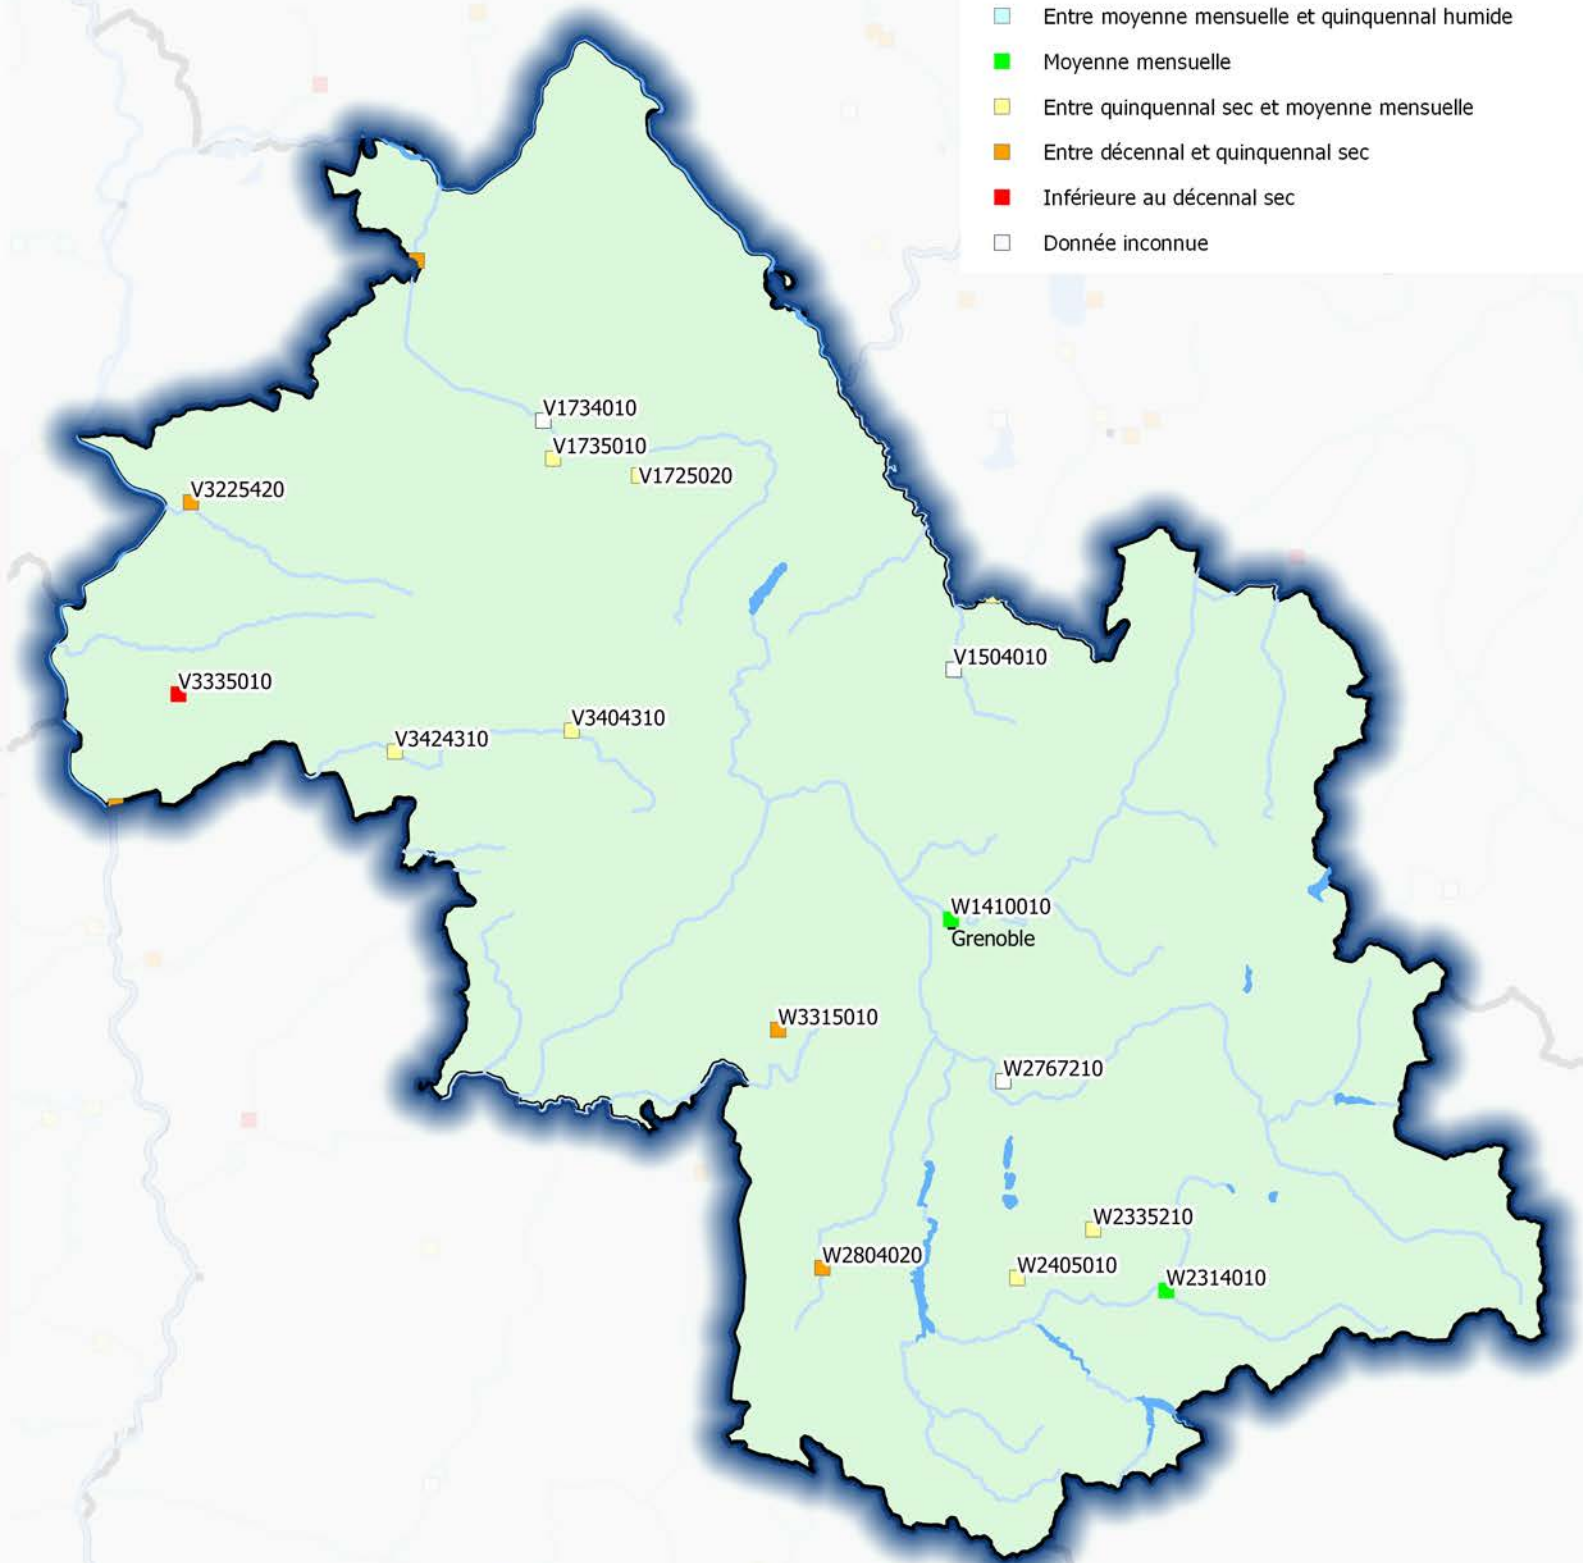 Entre moyenne mensuelle et quinquennal humide
Moyenne mensuelle
Entre quinquennal sec et moyenne mensuelle
Entre décennal et quinquennal sec
Inférieure au décennal sec
Donnée inconnue
V1734010
V1735010
V1725020
V3225420
V1504010
V3335010
V3404310
V3424310
W1410010
Grenoble
W3315010
W2767210
W2335210
W2804020
W2405010
W2314010